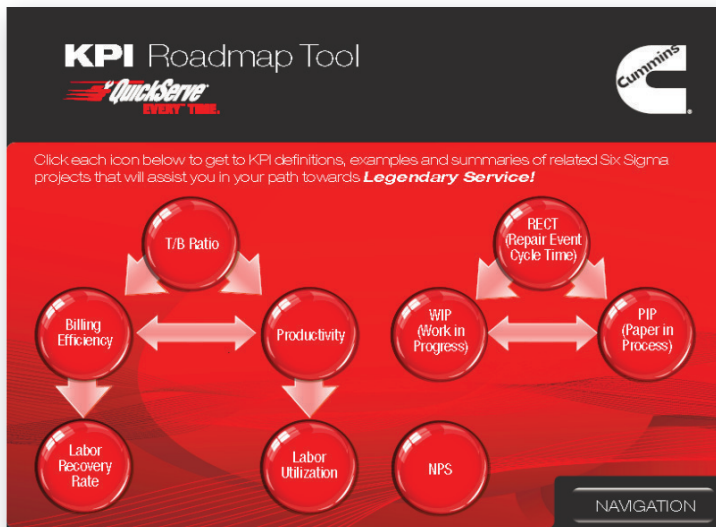 KPI Roadmap Tool
QuickServe
EVERY TIME.
Cummins
Click each icon below to get to KPI definitions, examples and summaries of related Six Sigma
projects that will assist you in your path towards Legendary Service!
T/B Ratio
RECT
(Repair Event
Cycle Time)
Billing
Efficiency
Productivity
WIP
(Work in
Progress)
PIP
(Paper in
Process)
Labor
Recovery
Rate
Labor
Utilization
NPS
NAVIGATION